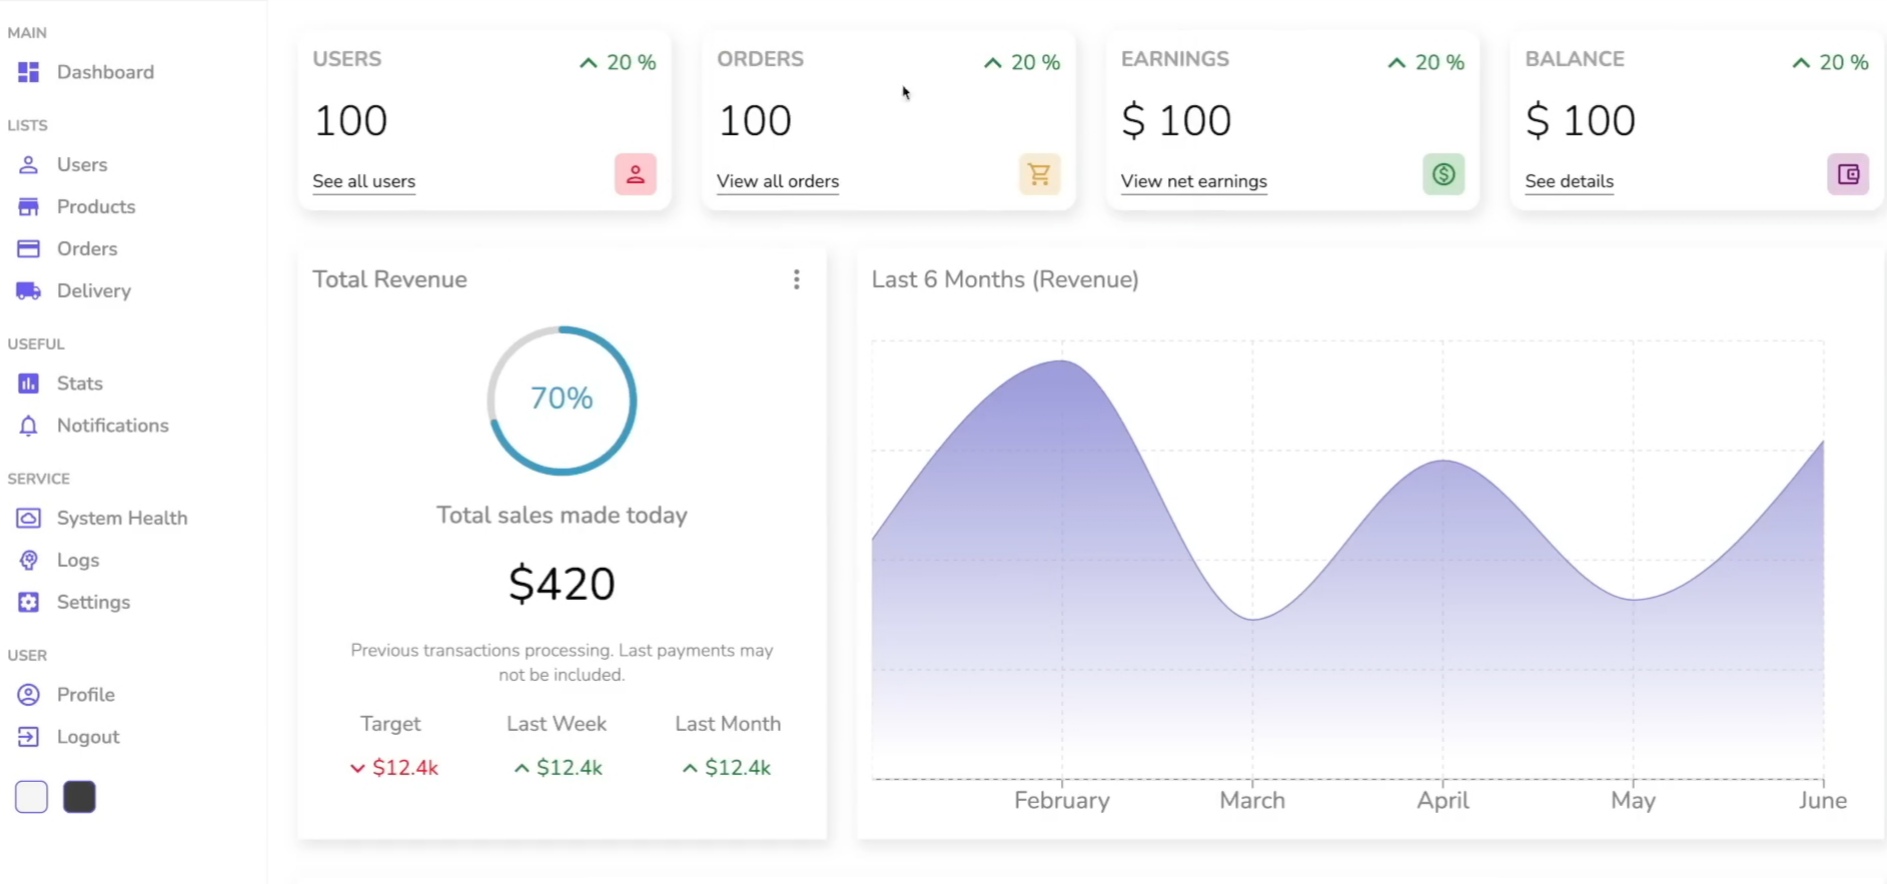 MAIN
Dashboard
LISTS
Users
Products
Orders
Delivery
USEFUL
Stats
Notifications
SERVICE
System Health
Logs
Settings
USER
Profile
Logout
USERS
20 %
100
See all users
ORDERS
20 %
100
View all orders
EARNINGS
20 %
$ 100
View net earnings
BALANCE
20 %
$ 100
See details
Total Revenue
70%
Total sales made today
$420
Previous transactions processing. Last payments may
not be included.
Target Last Week Last Month
$12.4k $12.4k $12.4k
Last 6 Months (Revenue)
February March April May June